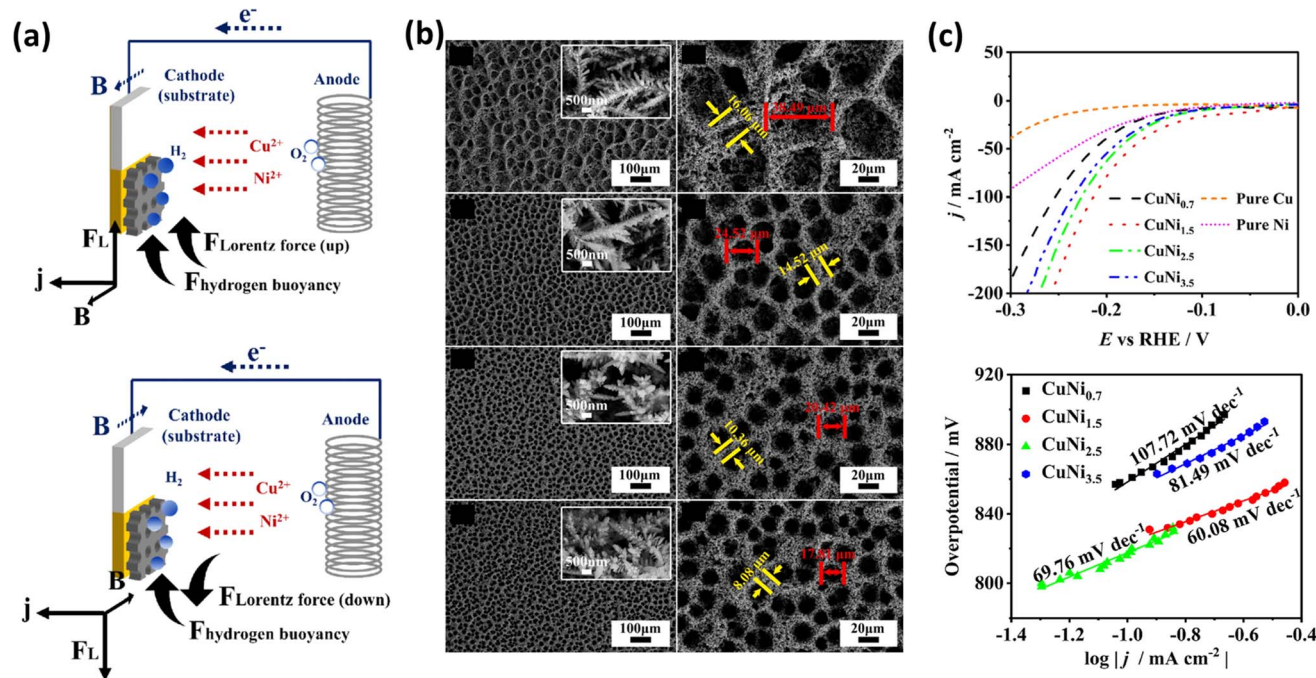 (a)
e⁻
B
Cathode
(substrate)
Anode
H₂
Cu²⁺
O₂
Ni²⁺
F_L
F_Lorentz force (up)
j
F_hydrogen buoyancy
B
e⁻
B
Cathode
(substrate)
Anode
H₂
Cu²⁺
O₂
Ni²⁺
B
j
F_Lorentz force (down)
F_hydrogen buoyancy
F_L
(b)
500nm
100μm
16.06 μm
20μm
500nm
100μm
14.52 μm
20μm
500nm
100μm
10.36 μm
20μm
500nm
100μm
8.08 μm
20μm
(c)
50
0
-50
-100
-150
-200
j / mA cm⁻²
CuNi₀.₇
Pure Cu
CuNi₁.₅
Pure Ni
CuNi₂.₅
CuNi₃.₅
-0.3
-0.2
-0.1
0.0
E vs RHE / V
920
880
840
800
Overpotential / mV
CuNi₀.₇
CuNi₁.₅
CuNi₂.₅
CuNi₃.₅
107.72 mV dec⁻¹
81.49 mV dec⁻¹
69.76 mV dec⁻¹
60.08 mV dec⁻¹
-1.4
-1.2
-1.0
-0.8
-0.6
-0.4
log | j / mA cm⁻² |